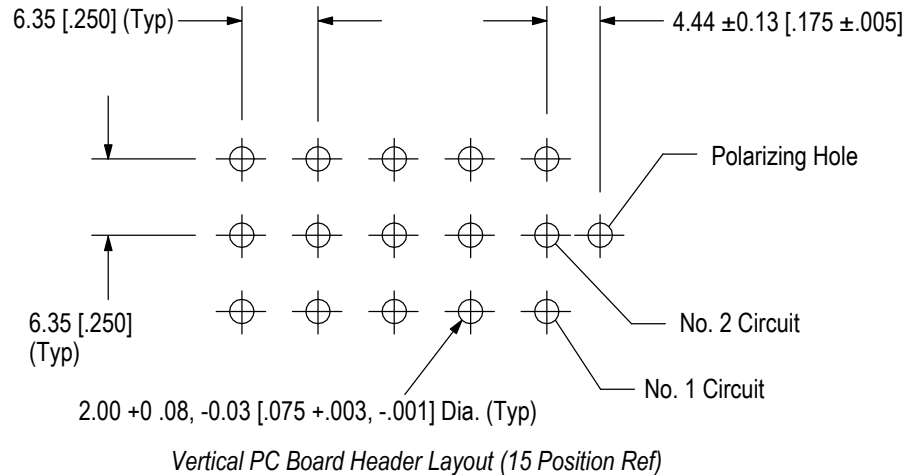 6.35 [.250] (Typ)
4.44 ±0.13 [.175 ±.005]
Polarizing Hole
6.35 [.250]
(Typ)
No. 2 Circuit
No. 1 Circuit
2.00 +0 .08, -0.03 [.075 +.003, -.001] Dia. (Typ)
Vertical PC Board Header Layout (15 Position Ref)